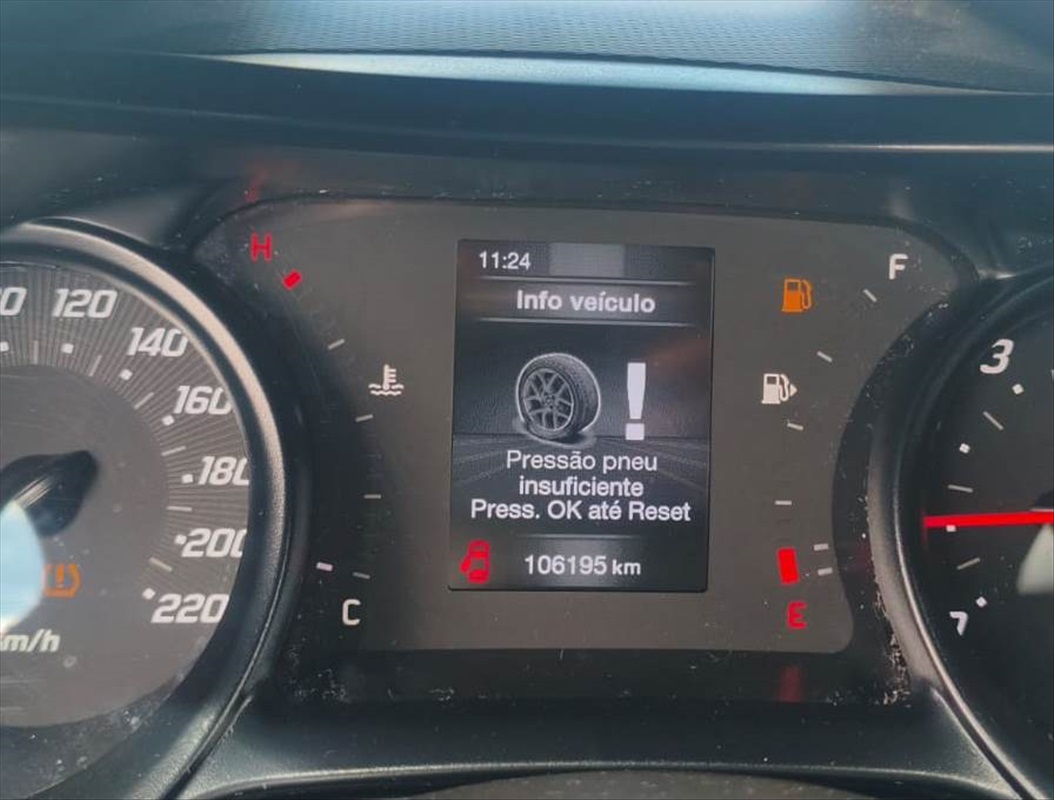 11:24
Info veículo
Pressão pneu
insuficiente
Press. OK até Reset
106195 km
H
C
F
E
120
140
160
180
200
220
3
7